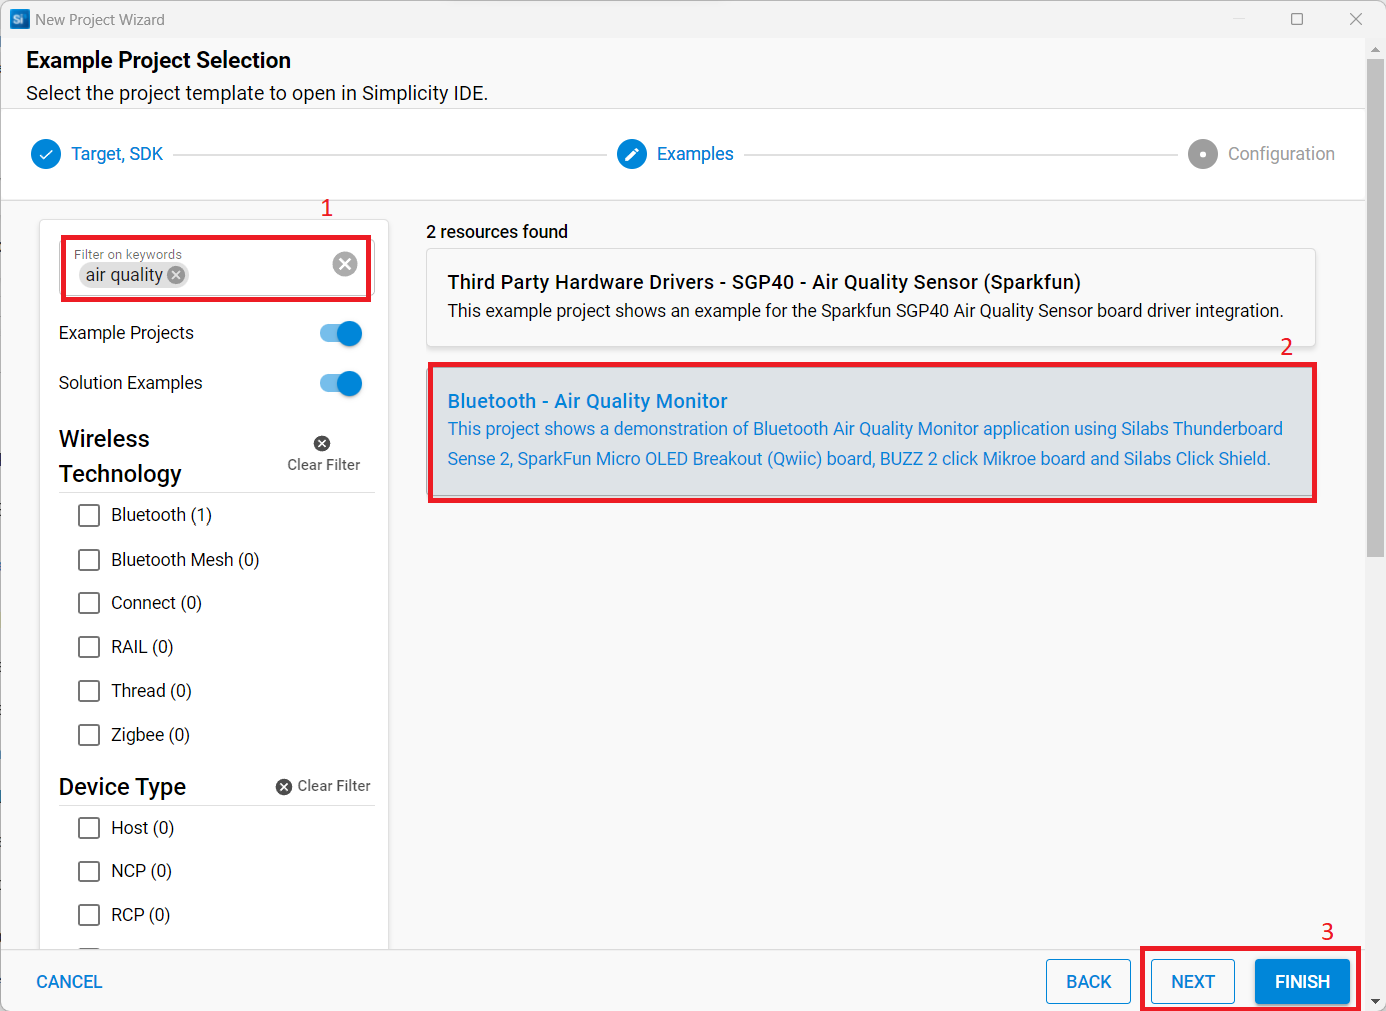 Si New Project Wizard
Example Project Selection
Select the project template to open in Simplicity IDE.
Target, SDK
Examples
Configuration
1
Filter on keywords
air quality
Example Projects
Solution Examples
Wireless
Technology
Clear Filter
Bluetooth (1)
Bluetooth Mesh (0)
Connect (0)
RAIL (0)
Thread (0)
Zigbee (0)
Device Type
Clear Filter
Host (0)
NCP (0)
RCP (0)
2 resources found
Third Party Hardware Drivers - SGP40 - Air Quality Sensor (Sparkfun)
This example project shows an example for the Sparkfun SGP40 Air Quality Sensor board driver integration.
2
Bluetooth - Air Quality Monitor
This project shows a demonstration of Bluetooth Air Quality Monitor application using Silabs Thunderboard
Sense 2, SparkFun Micro OLED Breakout (Qwiic) board, BUZZ 2 click Mikroe board and Silabs Click Shield.
3
CANCEL
BACK
NEXT
FINISH